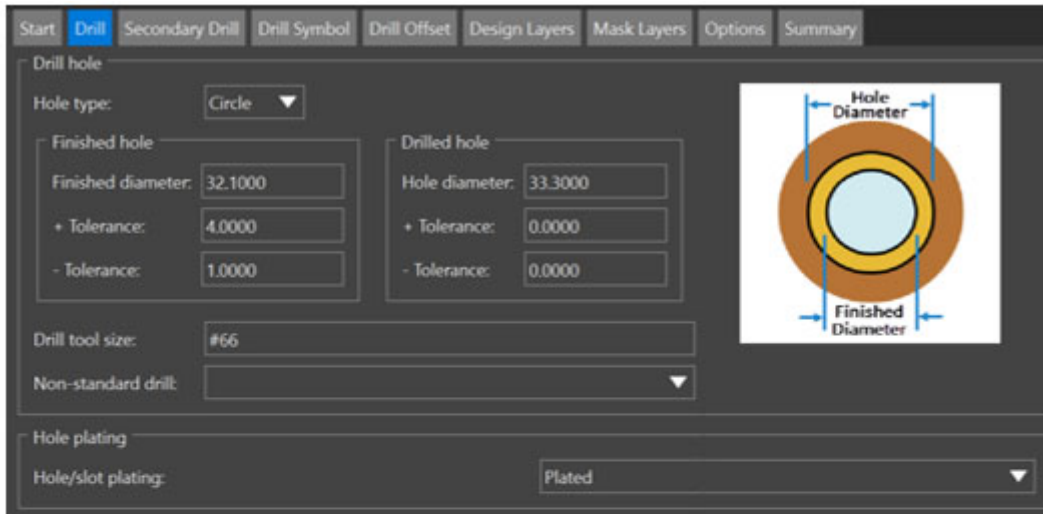 Start Drill Secondary Drill Drill Symbol Drill Offset Design Layers Mask Layers Options Summary
Drill hole
Hole type: Circle
Finished hole
Finished diameter: 32.1000
+ Tolerance: 4.0000
- Tolerance: 1.0000
Drilled hole
Hole diameter: 33.3000
+ Tolerance: 0.0000
- Tolerance: 0.0000
Hole
Diameter
Finished
Diameter
Drill tool size: #66
Non-standard drill:
Hole plating
Hole/slot plating: Plated